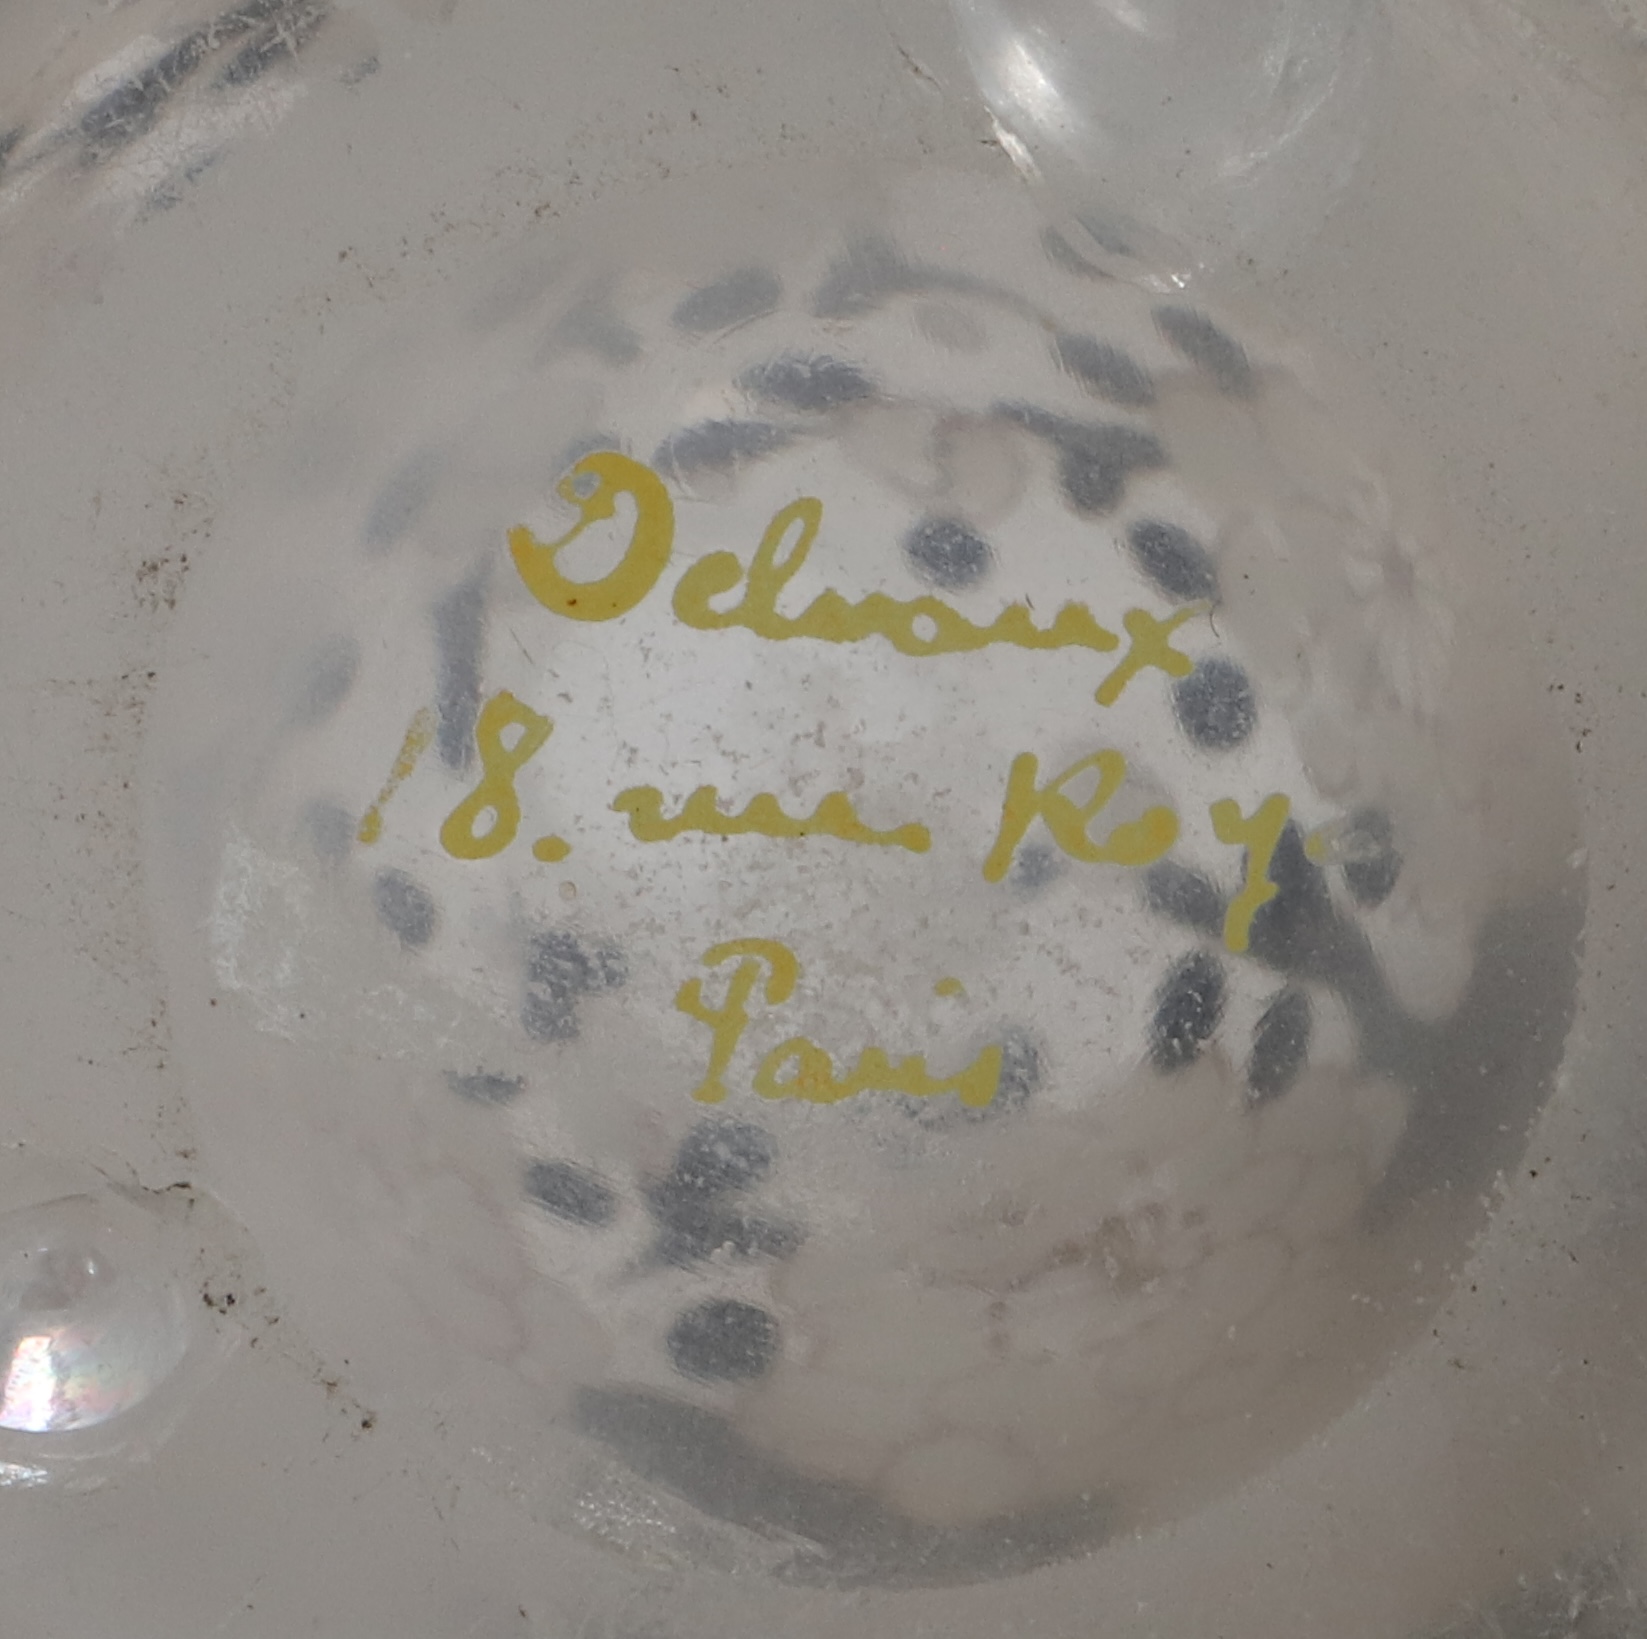 Delvaux
18. rue Roy.
Paris